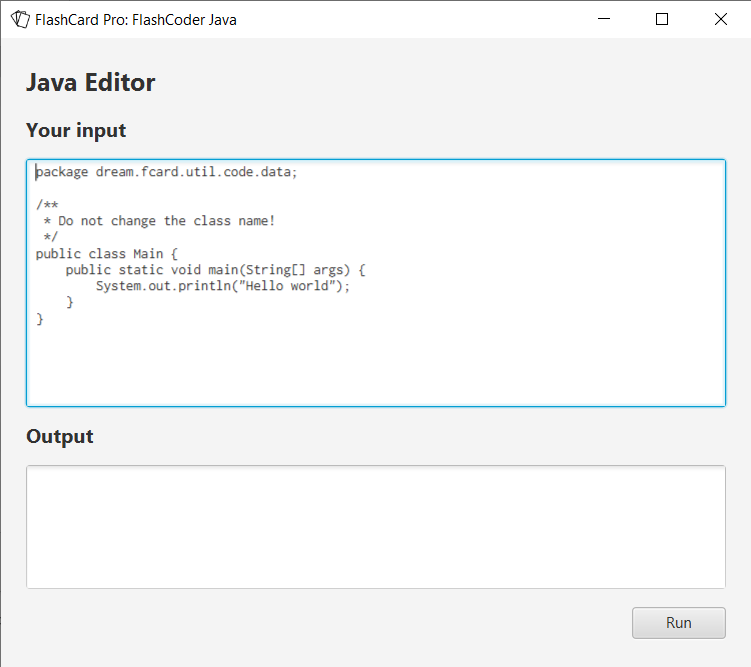 FlashCard Pro: FlashCoder Java
Java Editor
Your input
package dream.fcard.util.code.data;
/**
 * Do not change the class name!
 */
public class Main {
    public static void main(String[] args) {
        System.out.println("Hello world");
    }
}
Output
Run